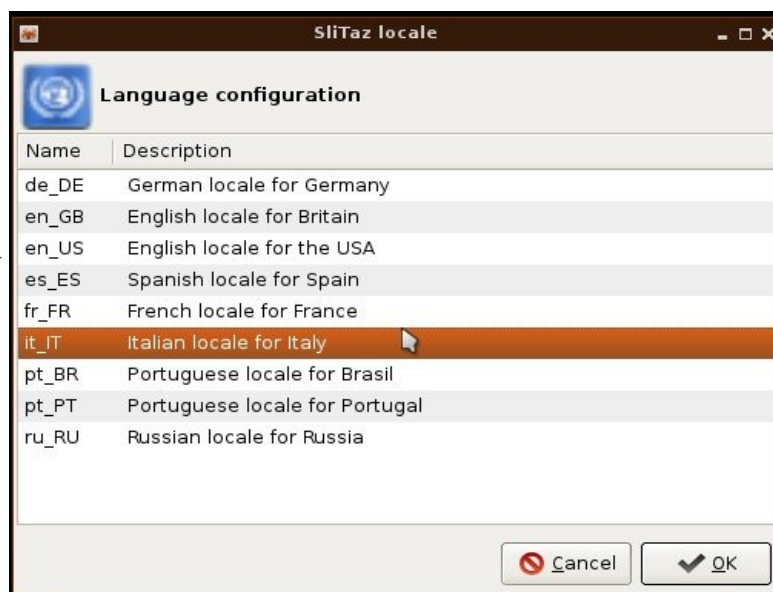 SliTaz locale
Language configuration
Name Description
de_DE German locale for Germany
en_GB English locale for Britain
en_US English locale for the USA
es_ES Spanish locale for Spain
fr_FR French locale for France
it_IT Italian locale for Italy
pt_BR Portuguese locale for Brasil
pt_PT Portuguese locale for Portugal
ru_RU Russian locale for Russia
Cancel OK